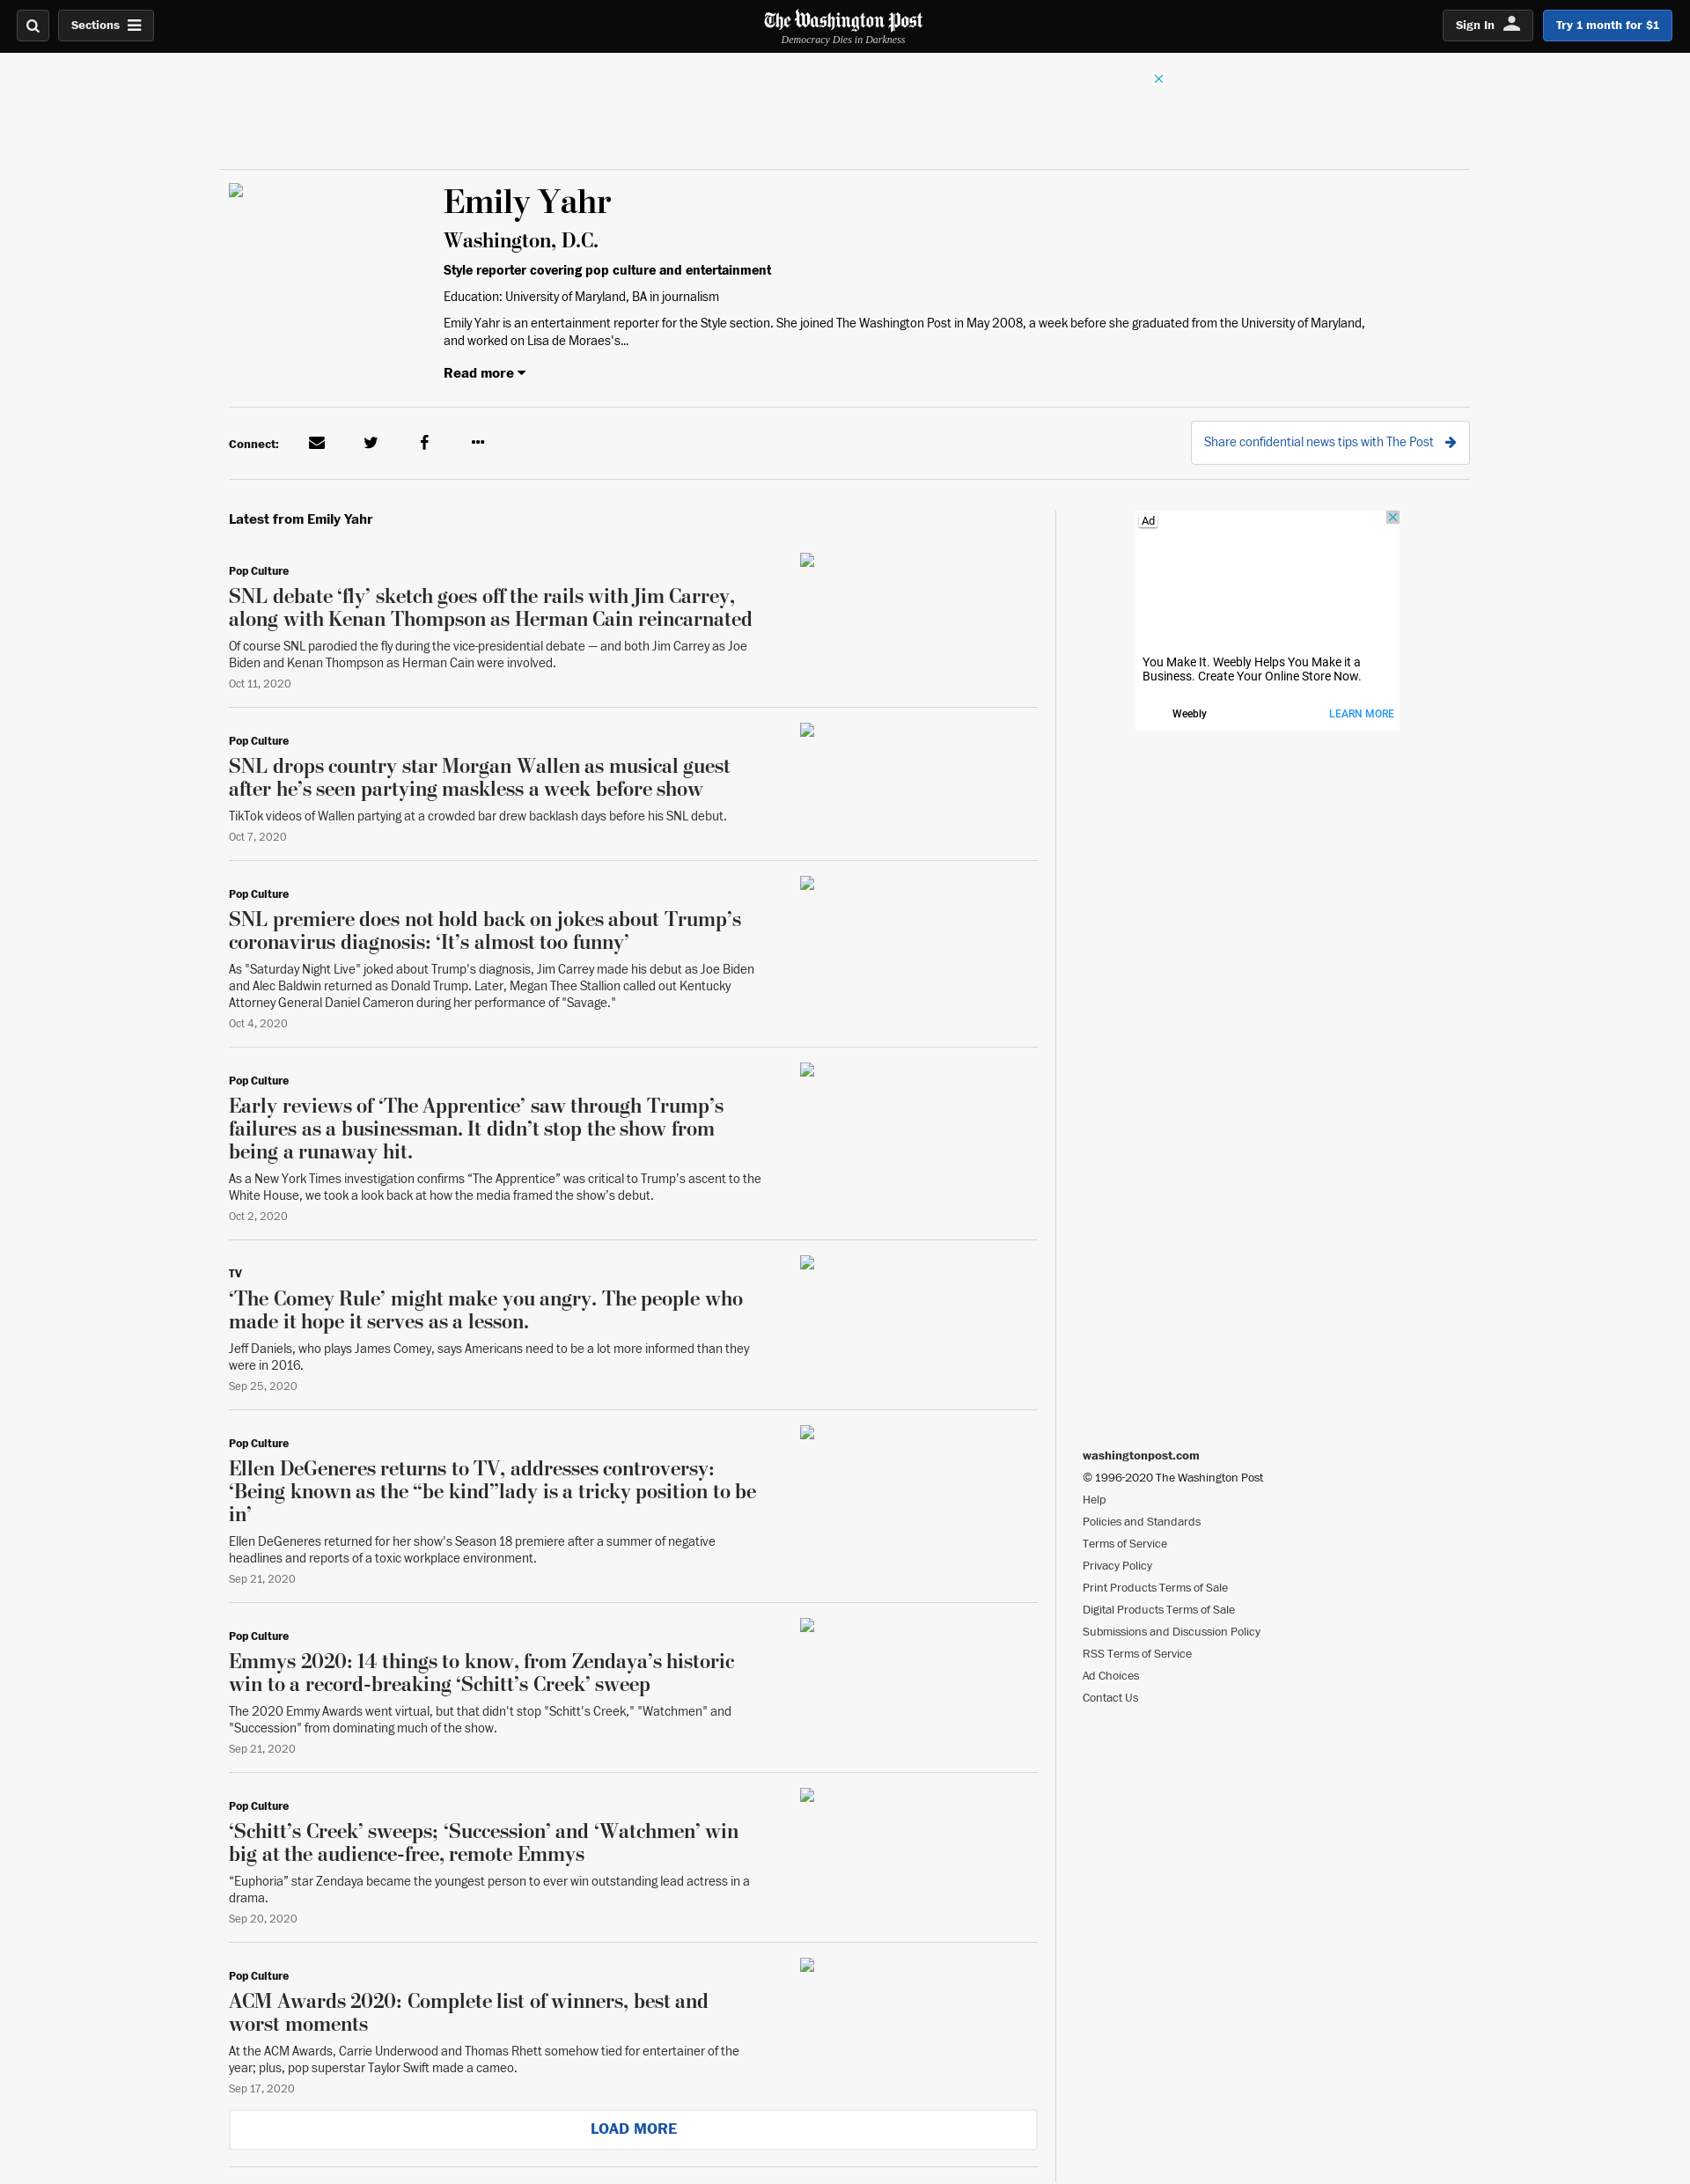 Sections
The Washington Post
Democracy Dies in Darkness
Sign In
Try 1 month for $1
Emily Yahr
Washington, D.C.
Style reporter covering pop culture and entertainment
Education: University of Maryland, BA in journalism
Emily Yahr is an entertainment reporter for the Style section. She joined The Washington Post in May 2008, a week before she graduated from the University of Maryland,
and worked on Lisa de Moraes's...
Read more
Connect:
Share confidential news tips with The Post
Latest from Emily Yahr
Pop Culture
SNL debate ‘fly’ sketch goes off the rails with Jim Carrey,
along with Kenan Thompson as Herman Cain reincarnated
Of course SNL parodied the fly during the vice-presidential debate — and both Jim Carrey as Joe
Biden and Kenan Thompson as Herman Cain were involved.
Oct 11, 2020
Pop Culture
SNL drops country star Morgan Wallen as musical guest
after he’s seen partying maskless a week before show
TikTok videos of Wallen partying at a crowded bar drew backlash days before his SNL debut.
Oct 7, 2020
Pop Culture
SNL premiere does not hold back on jokes about Trump’s
coronavirus diagnosis: ‘It’s almost too funny’
As "Saturday Night Live" joked about Trump's diagnosis, Jim Carrey made his debut as Joe Biden
and Alec Baldwin returned as Donald Trump. Later, Megan Thee Stallion called out Kentucky
Attorney General Daniel Cameron during her performance of "Savage."
Oct 4, 2020
Pop Culture
Early reviews of ‘The Apprentice’ saw through Trump’s
failures as a businessman. It didn’t stop the show from
being a runaway hit.
As a New York Times investigation confirms “The Apprentice” was critical to Trump’s ascent to the
White House, we took a look back at how the media framed the show’s debut.
Oct 2, 2020
TV
‘The Comey Rule’ might make you angry. The people who
made it hope it serves as a lesson.
Jeff Daniels, who plays James Comey, says Americans need to be a lot more informed than they
were in 2016.
Sep 25, 2020
Pop Culture
Ellen DeGeneres returns to TV, addresses controversy:
‘Being known as the “be kind”lady is a tricky position to be
in’
Ellen DeGeneres returned for her show's Season 18 premiere after a summer of negative
headlines and reports of a toxic workplace environment.
Sep 21, 2020
Pop Culture
Emmys 2020: 14 things to know, from Zendaya’s historic
win to a record-breaking ‘Schitt’s Creek’ sweep
The 2020 Emmy Awards went virtual, but that didn't stop "Schitt's Creek," "Watchmen" and
"Succession" from dominating much of the show.
Sep 21, 2020
Pop Culture
‘Schitt’s Creek’ sweeps; ‘Succession’ and ‘Watchmen’ win
big at the audience-free, remote Emmys
“Euphoria” star Zendaya became the youngest person to ever win outstanding lead actress in a
drama.
Sep 20, 2020
Pop Culture
ACM Awards 2020: Complete list of winners, best and
worst moments
At the ACM Awards, Carrie Underwood and Thomas Rhett somehow tied for entertainer of the
year; plus, pop superstar Taylor Swift made a cameo.
Sep 17, 2020
LOAD MORE
Ad
You Make It. Weebly Helps You Make it a
Business. Create Your Online Store Now.
Weebly
LEARN MORE
washingtonpost.com
© 1996-2020 The Washington Post
Help
Policies and Standards
Terms of Service
Privacy Policy
Print Products Terms of Sale
Digital Products Terms of Sale
Submissions and Discussion Policy
RSS Terms of Service
Ad Choices
Contact Us